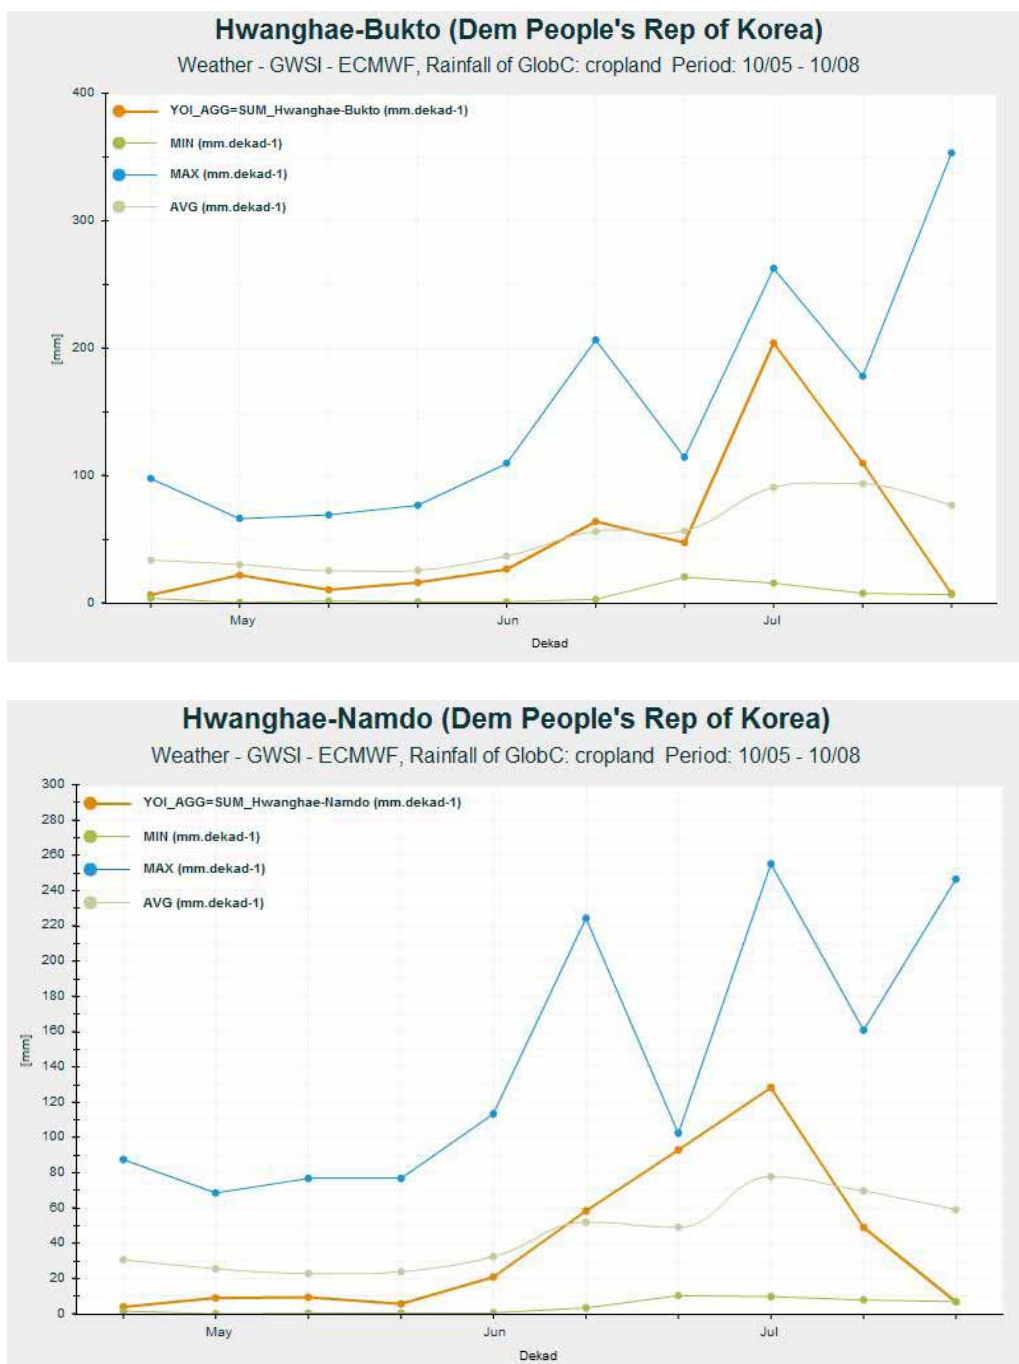 Hwanghae-Bukto (Dem People's Rep of Korea)
Weather - GWSI - ECMWF, Rainfall of GlobC: cropland  Period: 10/05 - 10/08
400
YOI_AGG=SUM_Hwanghae-Bukto (mm.dekad-1)
MIN (mm.dekad-1)
MAX (mm.dekad-1)
AVG (mm.dekad-1)
300
[mm]
200
100
0
May
Jun
Jul
Dekad
Hwanghae-Namdo (Dem People's Rep of Korea)
Weather - GWSI - ECMWF, Rainfall of GlobC: cropland  Period: 10/05 - 10/08
300
YOI_AGG=SUM_Hwanghae-Namdo (mm.dekad-1)
280
MIN (mm.dekad-1)
260
MAX (mm.dekad-1)
240
AVG (mm.dekad-1)
220
200
180
160
[mm]
140
120
100
80
60
40
20
0
May
Jun
Jul
Dekad